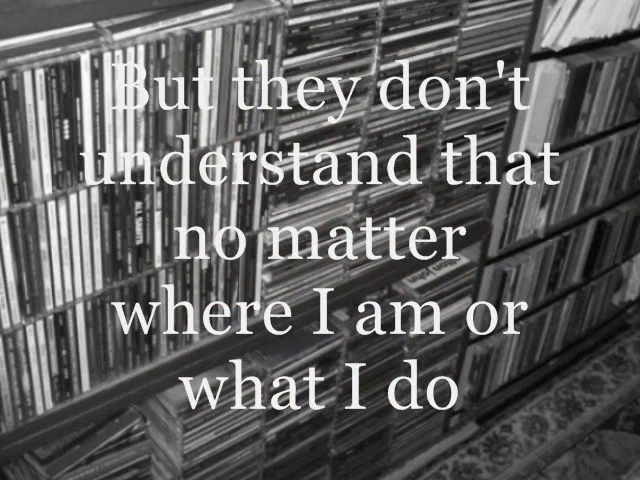 But they don't
understand that
no matter
where I am or
what I do